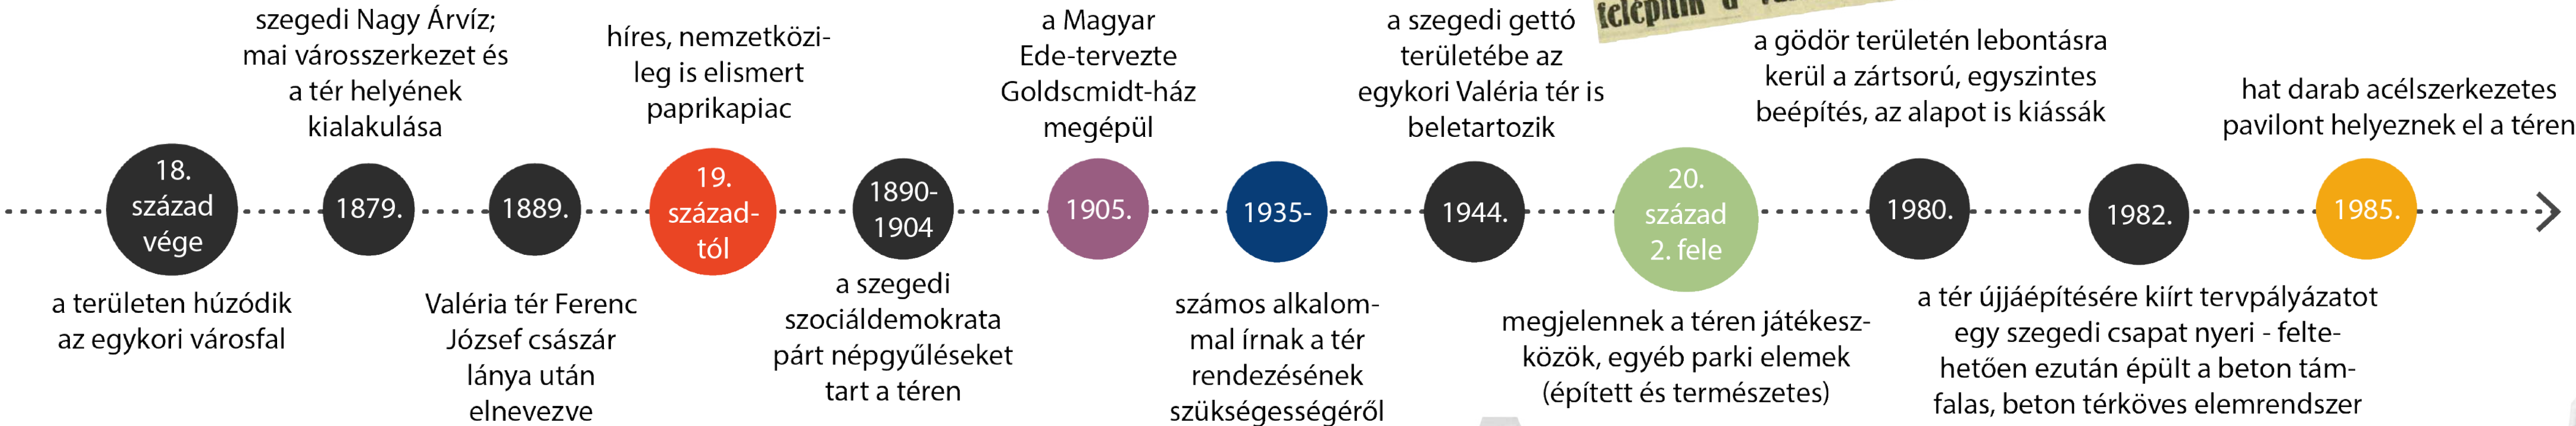 18.
század
vége
a területen húzódik
az egykori városfal
szegedi Nagy Árvíz;
mai városszerkezet és
a tér helyének
kialakulása
1879.
1889.
Valéria tér Ferenc
József császár
lánya után
elnevezve
híres, nemzetközi-
leg is elismert
paprikapiac
19.
század-
tól
1890-
1904
a szegedi
szociáldemokrata
párt népgyűléseket
tart a téren
a Magyar
Ede-tervezte
Goldscmidt-ház
megépül
1905.
1935-
számos alkalom-
mal írnak a tér
rendezésének
szükségességéről
a szegedi gettó
területébe az
egykori Valéria tér is
beletartozik
1944.
felépítik a
20.
század
2. fele
megjelennek a téren játékesz-
közök, egyéb parki elemek
(épített és természetes)
a gödör területén lebontásra
kerül a zártsorú, egyszintes
beépítés, az alapot is kiássák
1980.
1982.
a tér újjáépítésére kiírt tervpályázatot
egy szegedi csapat nyeri - felte-
hetően ezután épült a beton tám-
falas, beton térköves elemrendszer
hat darab acélszerkezetes
pavilont helyeznek el a téren
1985.